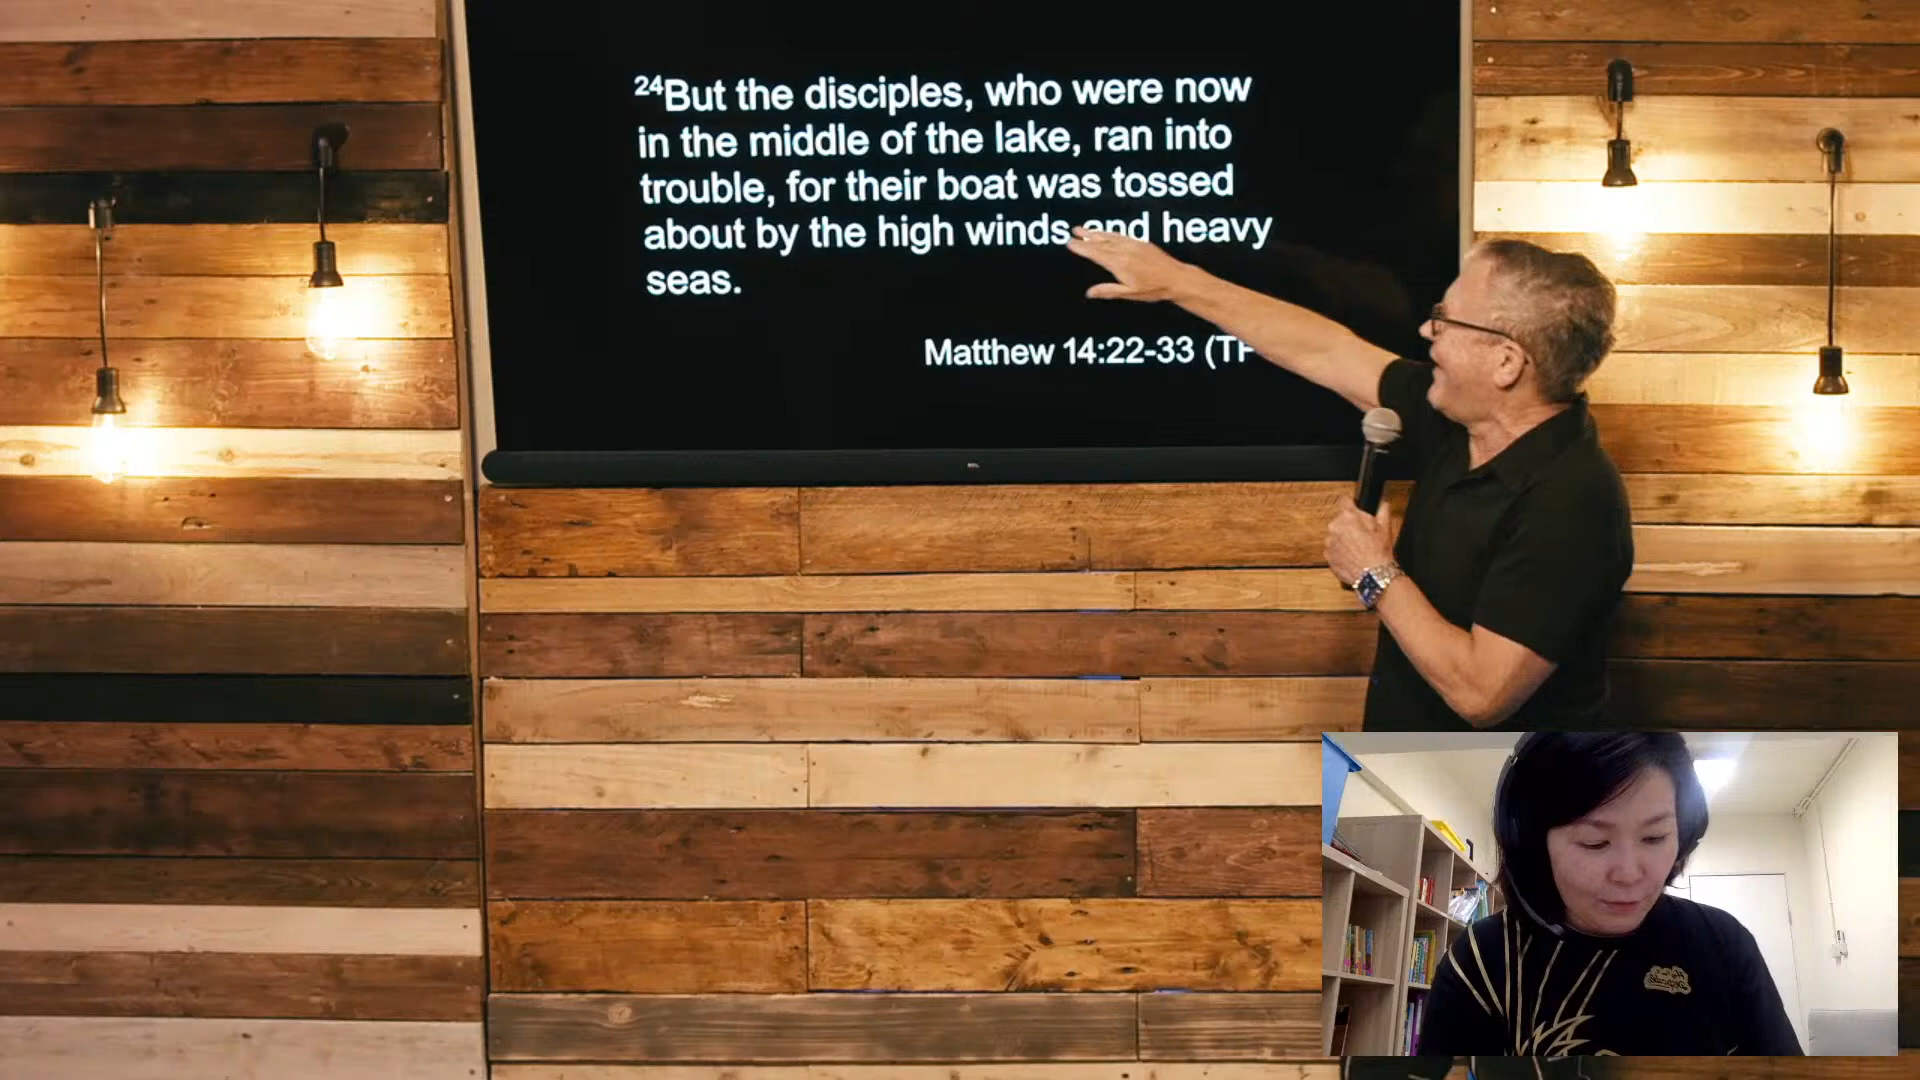 24But the disciples, who were now
in the middle of the lake, ran into
trouble, for their boat was tossed
about by the high winds and heavy
seas.
Matthew 14:22-33 (TP